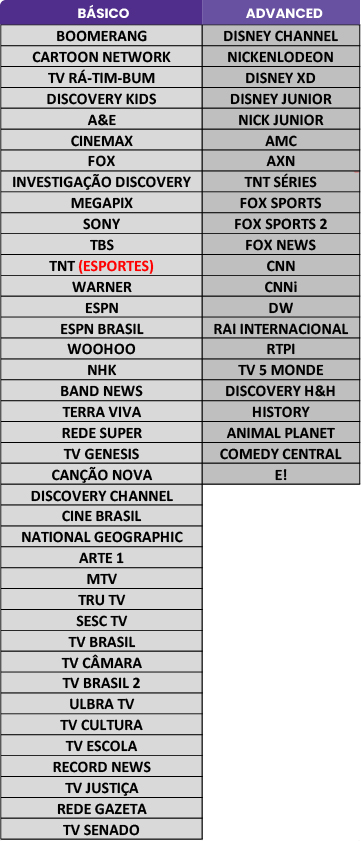 BÁSICO ADVANCED
BOOMERANG DISNEY CHANNEL
CARTOON NETWORK NICKENLODEON
TV RÁ-TIM-BUM DISNEY XD
DISCOVERY KIDS DISNEY JUNIOR
A&E NICK JUNIOR
CINEMAX AMC
FOX AXN
INVESTIGAÇÃO DISCOVERY TNT SÉRIES
MEGAPIX FOX SPORTS
SONY FOX SPORTS 2
TBS FOX NEWS
TNT (ESPORTES) CNN
WARNER CNNi
ESPN DW
ESPN BRASIL RAI INTERNACIONAL
WOOHOO RTPI
NHK TV 5 MONDE
BAND NEWS DISCOVERY H&H
TERRA VIVA HISTORY
REDE SUPER ANIMAL PLANET
TV GENESIS COMEDY CENTRAL
CANÇÃO NOVA E!
DISCOVERY CHANNEL
CINE BRASIL
NATIONAL GEOGRAPHIC
ARTE 1
MTV
TRU TV
SESC TV
TV BRASIL
TV CÂMARA
TV BRASIL 2
ULBRA TV
TV CULTURA
TV ESCOLA
RECORD NEWS
TV JUSTIÇA
REDE GAZETA
TV SENADO